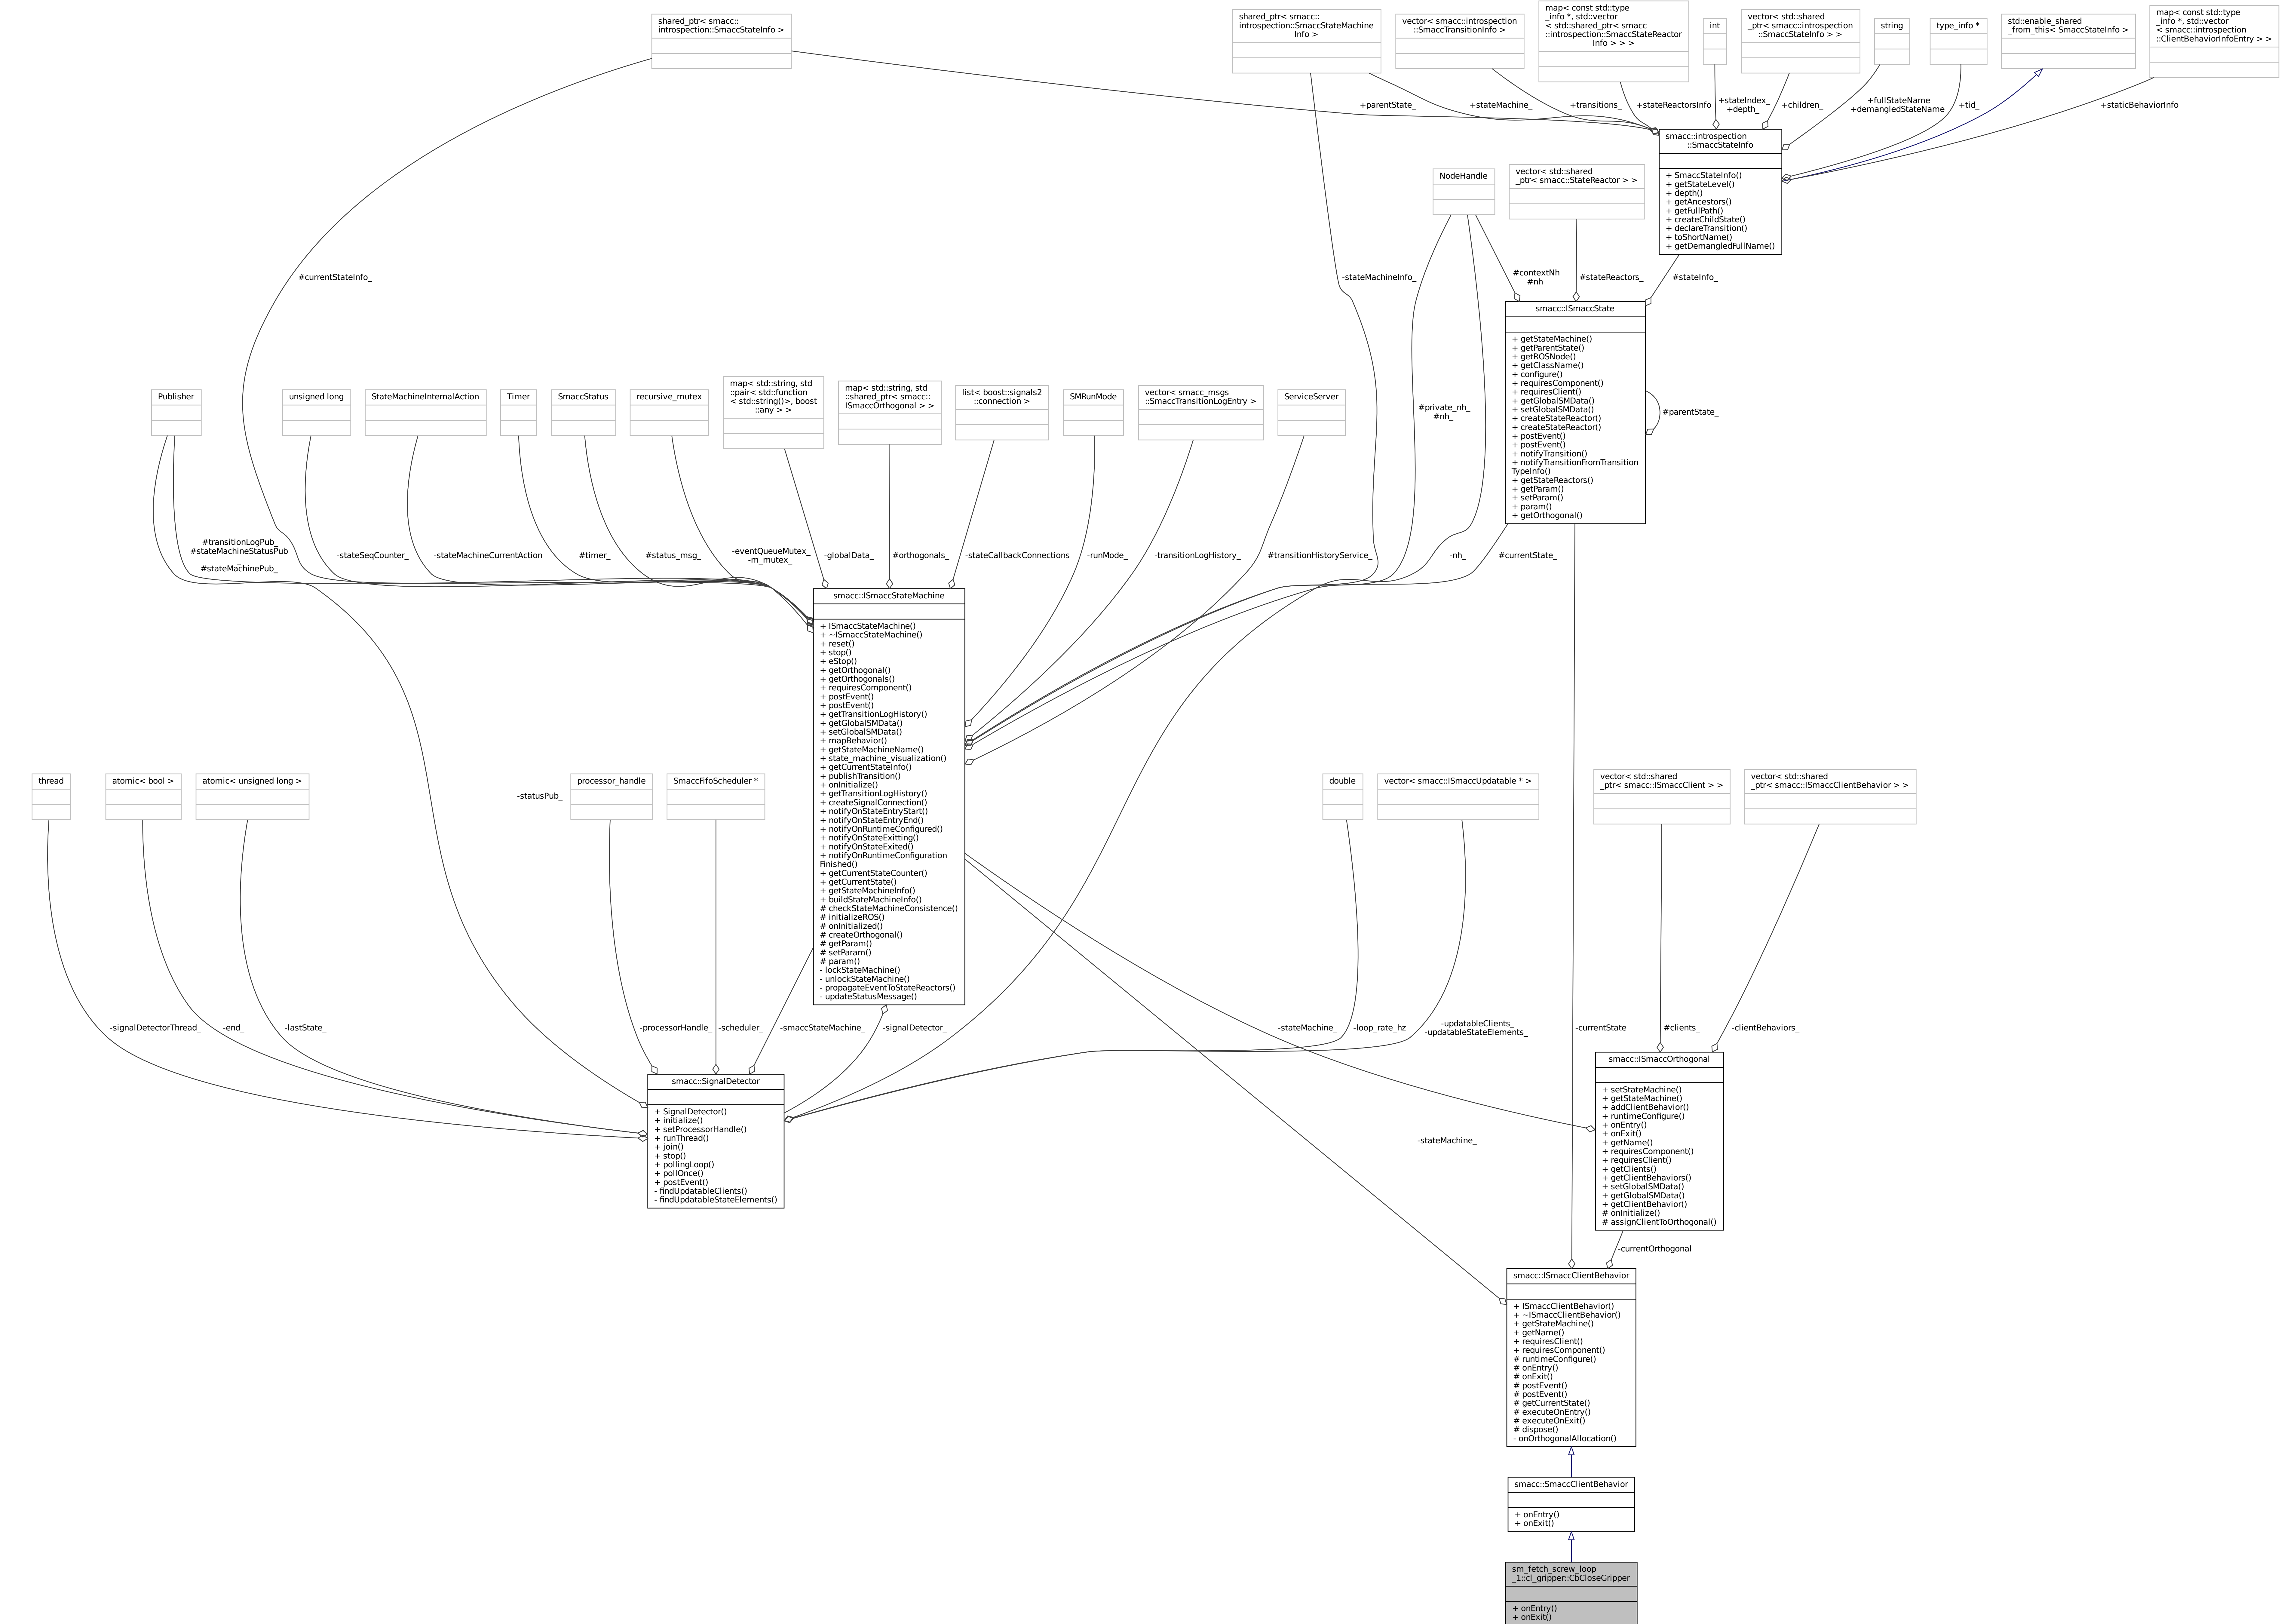 shared_ptr< smacc::
introspection::SmaccStateInfo >
shared_ptr< smacc::
introspection::SmaccStateMachine
Info >
vector< smacc::introspection
::SmaccTransitionInfo >
map< const std::type
_info *, std::vector
< std::shared_ptr< smacc
::introspection::SmaccStateReactor
Info > > >
int
vector< std::shared
_ptr< smacc::introspection
::SmaccStateInfo > >
string
type_info *
std::enable_shared
_from_this< SmaccStateInfo >
map< const std::type
_info *, std::vector
< smacc::introspection
::ClientBehaviorInfoEntry > >
+parentState_
+stateMachine_
+transitions_
+stateReactorsInfo
+stateIndex_
+depth_
+children_
+fullStateName
+demangledStateName
+tid_
+staticBehaviorInfo
smacc::introspection
::SmaccStateInfo
+ SmaccStateInfo()
+ getStateLevel()
+ depth()
+ getAncestors()
+ getFullPath()
+ createChildState()
+ declareTransition()
+ toShortName()
+ getDemangledFullName()
NodeHandle
vector< std::shared
_ptr< smacc::StateReactor > >
#currentStateInfo_
-stateMachineInfo_
#contextNh
#nh
#stateReactors_
#stateInfo_
smacc::ISmaccState
+ getStateMachine()
+ getParentState()
+ getROSNode()
+ getClassName()
+ configure()
+ requiresComponent()
+ requiresClient()
+ getGlobalSMData()
+ setGlobalSMData()
+ createStateReactor()
+ createStateReactor()
+ postEvent()
+ postEvent()
+ notifyTransition()
+ notifyTransitionFromTransition
TypeInfo()
+ getStateReactors()
+ getParam()
+ setParam()
+ param()
+ getOrthogonal()
#parentState_
#private_nh_
#nh_
Publisher
unsigned long
StateMachineInternalAction
Timer
SmaccStatus
recursive_mutex
map< std::string, std
::pair< std::function
< std::string()>, boost
::any > >
map< std::string, std
::shared_ptr< smacc::
ISmaccOrthogonal > >
list< boost::signals2
::connection >
SMRunMode
vector< smacc_msgs
::SmaccTransitionLogEntry >
ServiceServer
#transitionLogPub_
#stateMachineStatusPub
_
#stateMachinePub_
-stateSeqCounter_
-stateMachineCurrentAction
#timer_
#status_msg_
-eventQueueMutex_
-m_mutex_
-globalData_
#orthogonals_
-stateCallbackConnections
-runMode_
-transitionLogHistory_
#transitionHistoryService_
-nh_
#currentState_
smacc::ISmaccStateMachine
+ ISmaccStateMachine()
+ ~ISmaccStateMachine()
+ reset()
+ stop()
+ eStop()
+ getOrthogonal()
+ getOrthogonals()
+ requiresComponent()
+ postEvent()
+ postEvent()
+ getTransitionLogHistory()
+ getGlobalSMData()
+ setGlobalSMData()
+ mapBehavior()
+ getStateMachineName()
+ state_machine_visualization()
+ getCurrentStateInfo()
+ publishTransition()
+ onInitialize()
+ getTransitionLogHistory()
+ createSignalConnection()
+ notifyOnStateEntryStart()
+ notifyOnStateEntryEnd()
+ notifyOnRuntimeConfigured()
+ notifyOnStateExitting()
+ notifyOnStateExited()
+ notifyOnRuntimeConfiguration
Finished()
+ getCurrentStateCounter()
+ getCurrentState()
+ getStateMachineInfo()
+ buildStateMachineInfo()
# checkStateMachineConsistence()
# initializeROS()
# onInitialized()
# createOrthogonal()
# getParam()
# setParam()
# param()
- lockStateMachine()
- unlockStateMachine()
- propagateEventToStateReactors()
- updateStatusMessage()
thread
atomic< bool >
atomic< unsigned long >
-statusPub_
processor_handle
SmaccFifoScheduler *
double
vector< smacc::ISmaccUpdatable * >
vector< std::shared
_ptr< smacc::ISmaccClient > >
vector< std::shared
_ptr< smacc::ISmaccClientBehavior > >
-signalDetectorThread_
-end_
-lastState_
-processorHandle_
-scheduler_
-smaccStateMachine_
-signalDetector_
-stateMachine_
-loop_rate_hz
-updatableClients_
-updatableStateElements_
-currentState
#clients_
-clientBehaviors_
smacc::SignalDetector
+ SignalDetector()
+ initialize()
+ setProcessorHandle()
+ runThread()
+ join()
+ stop()
+ pollingLoop()
+ pollOnce()
+ postEvent()
- findUpdatableClients()
- findUpdatableStateElements()
smacc::ISmaccOrthogonal
+ setStateMachine()
+ getStateMachine()
+ addClientBehavior()
+ runtimeConfigure()
+ onEntry()
+ onExit()
+ getName()
+ requiresComponent()
+ requiresClient()
+ getClients()
+ getClientBehaviors()
+ setGlobalSMData()
+ getGlobalSMData()
+ getClientBehavior()
# onInitialize()
# assignClientToOrthogonal()
-stateMachine_
-currentOrthogonal
smacc::ISmaccClientBehavior
+ ISmaccClientBehavior()
+ ~ISmaccClientBehavior()
+ getStateMachine()
+ getName()
+ requiresClient()
+ requiresComponent()
# runtimeConfigure()
# onEntry()
# onExit()
# postEvent()
# postEvent()
# getCurrentState()
# executeOnEntry()
# executeOnExit()
# dispose()
- onOrthogonalAllocation()
smacc::SmaccClientBehavior
+ onEntry()
+ onExit()
sm_fetch_screw_loop
_1::cl_gripper::CbCloseGripper
+ onEntry()
+ onExit()